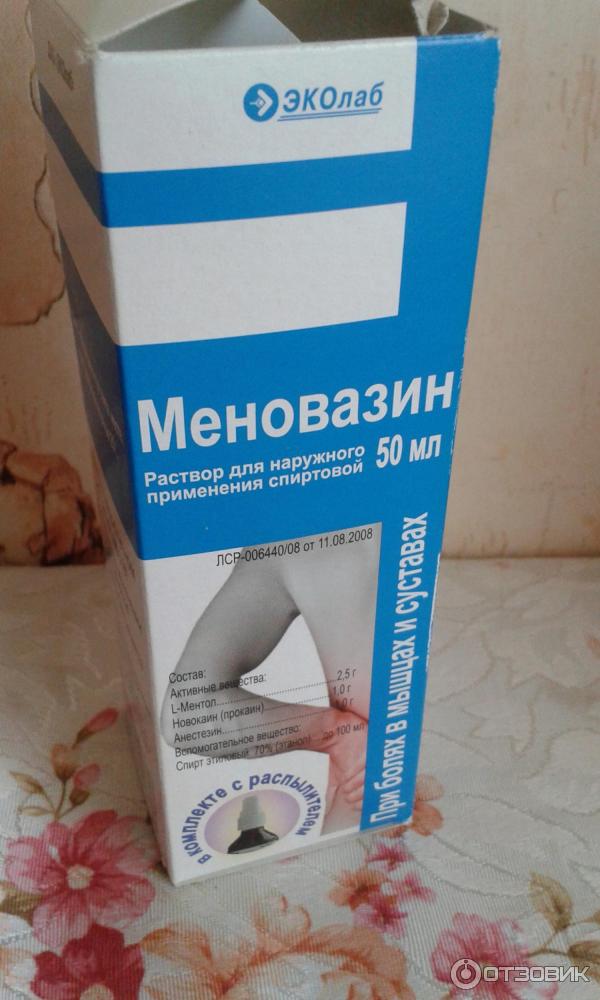 ЭКОлаб
Меновазин
Раствор для наружного
применения спиртовой
50 мл
ЛСР-006440/08 от 11.08.2008
Состав:
Активные вещества:
L-Ментол...........................2,5 г
Новокаин (прокаин)................1,0 г
Анестезин.........................1,0 г
Вспомогательное вещество:
Спирт этиловый 70% (этанол) до 100 мл
в комплекте с распылителем
При болях в мышцах и суставах
ОТЗОВИК